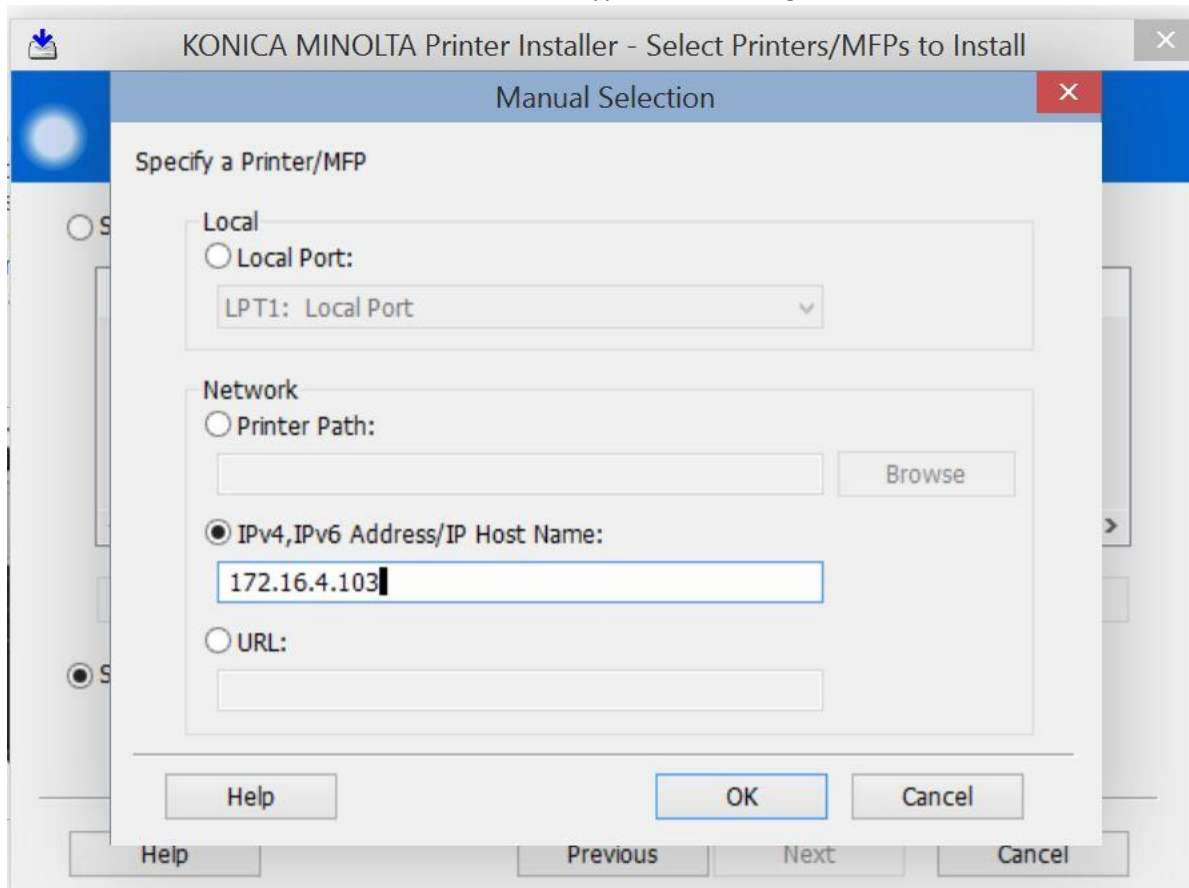 KONICA MINOLTA Printer Installer - Select Printers/MFPs to Install
Manual Selection
Specify a Printer/MFP
S
Local
Local Port:
LPT1: Local Port
Network
Printer Path:
Browse
IPv4,IPv6 Address/IP Host Name:
172.16.4.103
URL:
S
Help OK Cancel
Help Previous Next Cancel